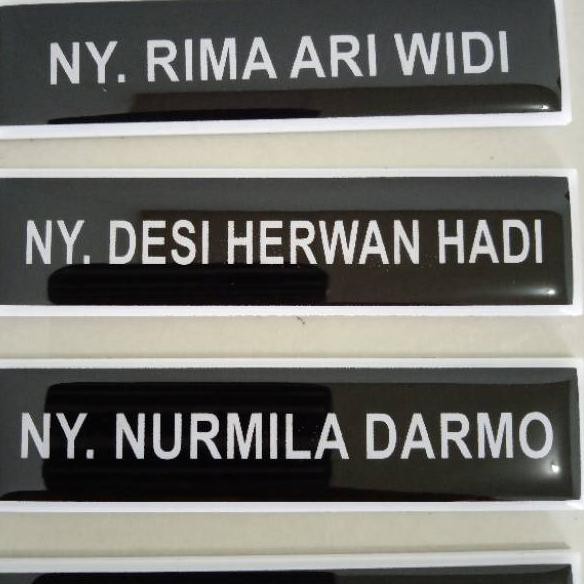 NY. RIMA ARI WIDI
NY. DESI HERWAN HADI
NY. NURMILA DARMO